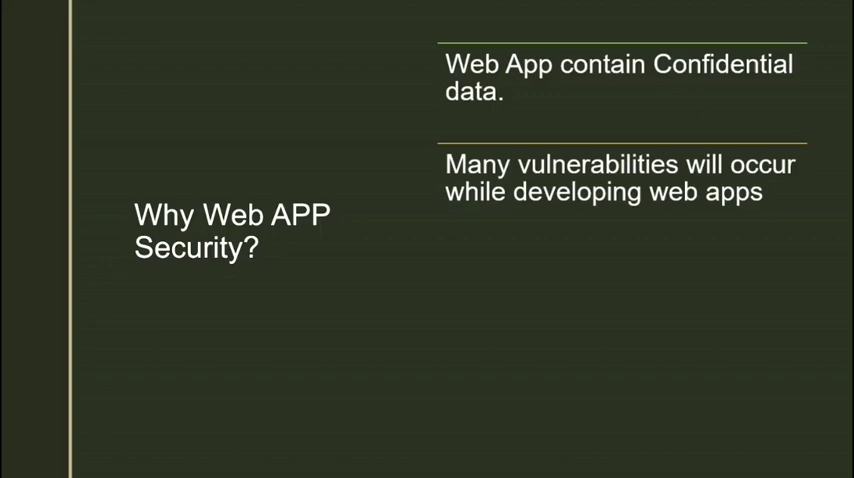 Why Web APP
Security?
Web App contain Confidential
data.
Many vulnerabilities will occur
while developing web apps